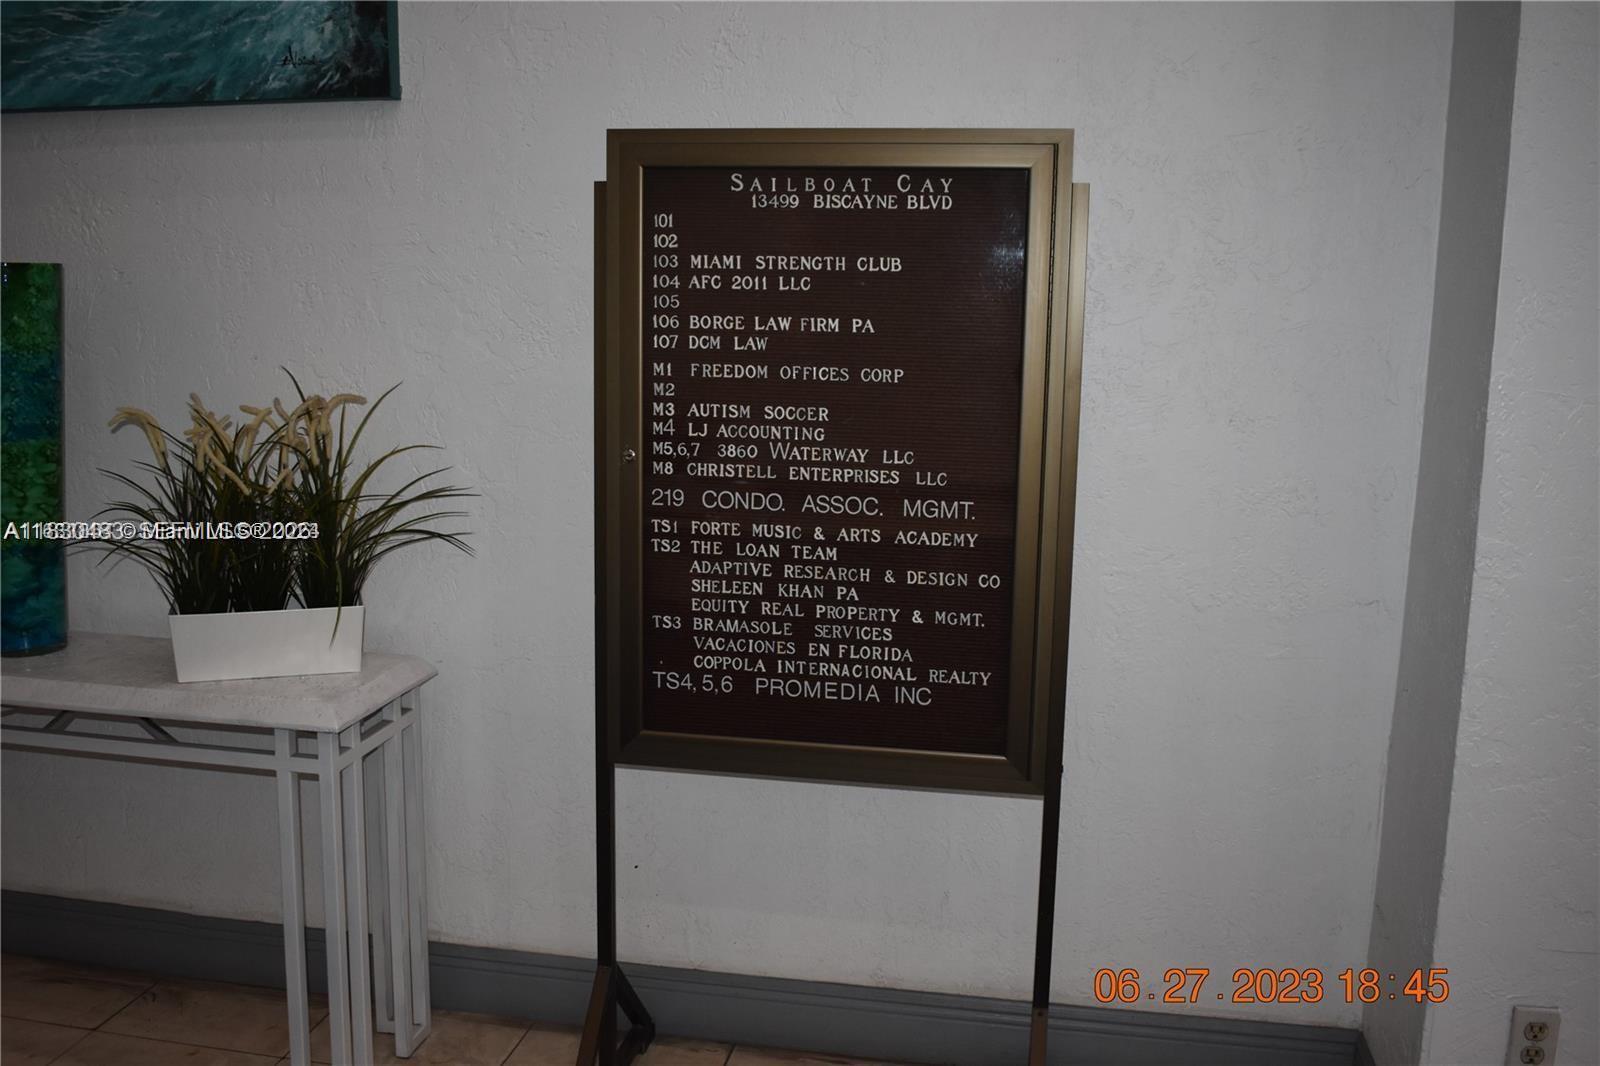 SAILBOAT CAY
13499 BISCAYNE BLVD
101
102
103 MIAMI STRENGTH CLUB
104 AFC 2011 LLC
105
106 BORGE LAW FIRM PA
107 DCM LAW
M1 FREEDOM OFFICES CORP
M2
M3 AUTISM SOCCER
M4 LJ ACCOUNTING
M5,6,7 3860 WATERWAY LLC
M8 CHRISTELL ENTERPRISES LLC
219 CONDO. ASSOC. MGMT.
TS1 FORTE MUSIC & ARTS ACADEMY
TS2 THE LOAN TEAM
ADAPTIVE RESEARCH & DESIGN CO
SHELEEN KHAN PA
EQUITY REAL PROPERTY & MGMT.
TS3 BRAMASOLE SERVICES
VACACIONES EN FLORIDA
COPPOLA INTERNACIONAL REALTY
TS4,5,6 PROMEDIA INC
06.27.2023 18:45